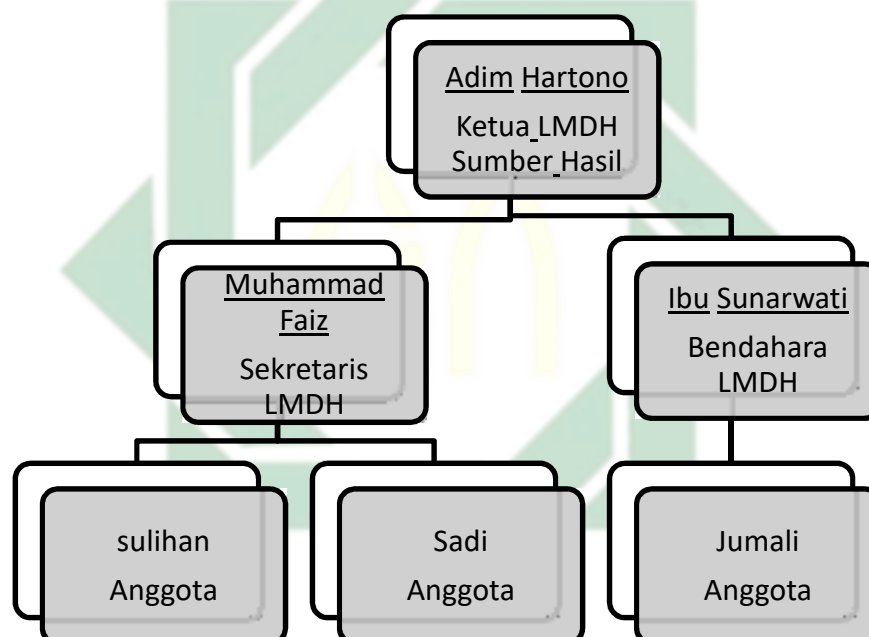 Adim Hartono
Ketua LMDH
Sumber Hasil
Muhammad
Faiz
Sekretaris
LMDH
Ibu Sunarwati
Bendahara
LMDH
sulihan
Anggota
Sadi
Anggota
Jumali
Anggota